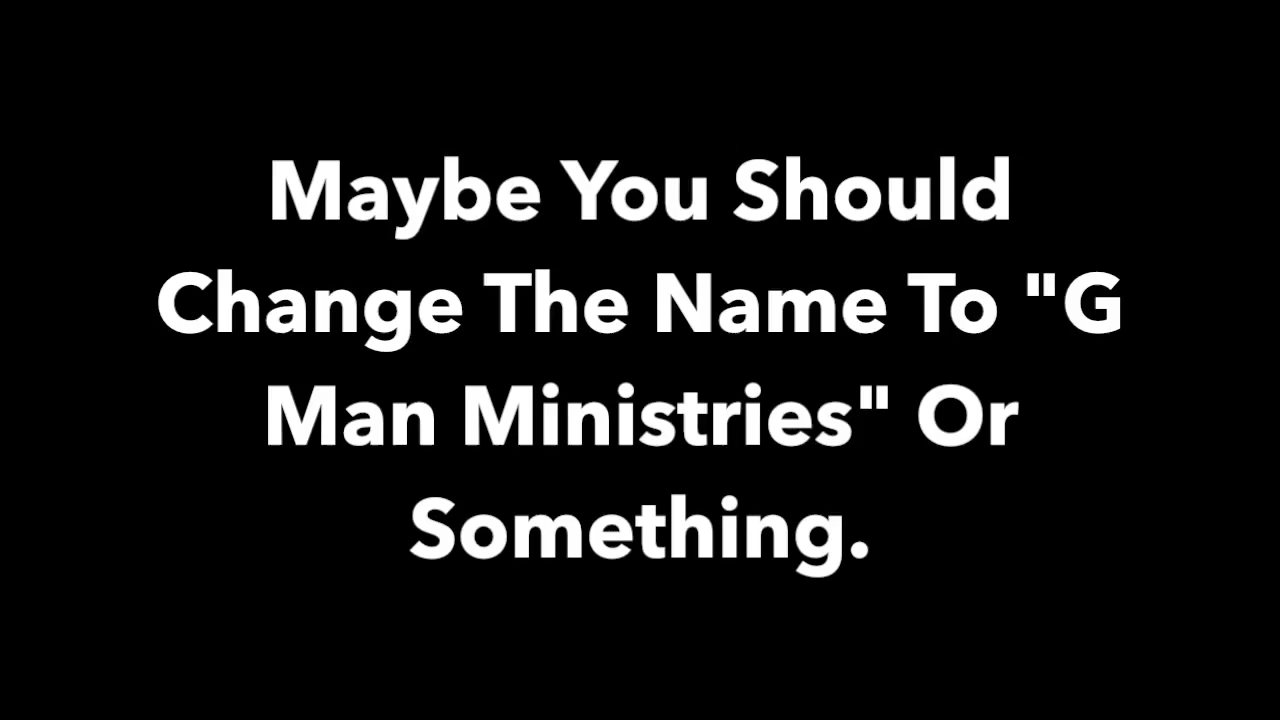 Maybe You Should
Change The Name To "G
Man Ministries" Or
Something.